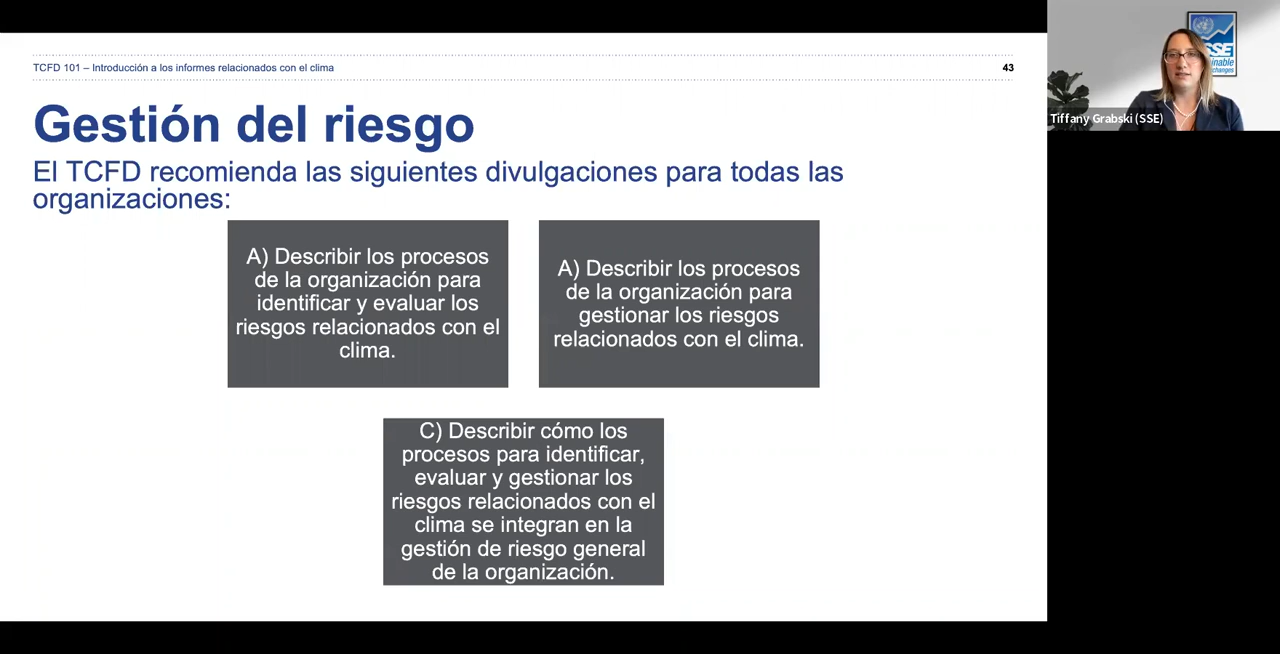 TCFD 101 – Introducción a los informes relacionados con el clima
43
Gestión del riesgo
El TCFD recomienda las siguientes divulgaciones para todas las
organizaciones:
A) Describir los procesos
de la organización para
identificar y evaluar los
riesgos relacionados con el
clima.
A) Describir los procesos
de la organización para
gestionar los riesgos
relacionados con el clima.
C) Describir cómo los
procesos para identificar,
evaluar y gestionar los
riesgos relacionados con el
clima se integran en la
gestión de riesgo general
de la organización.
SSE
inable
changes
Tiffany Grabski (SSE)